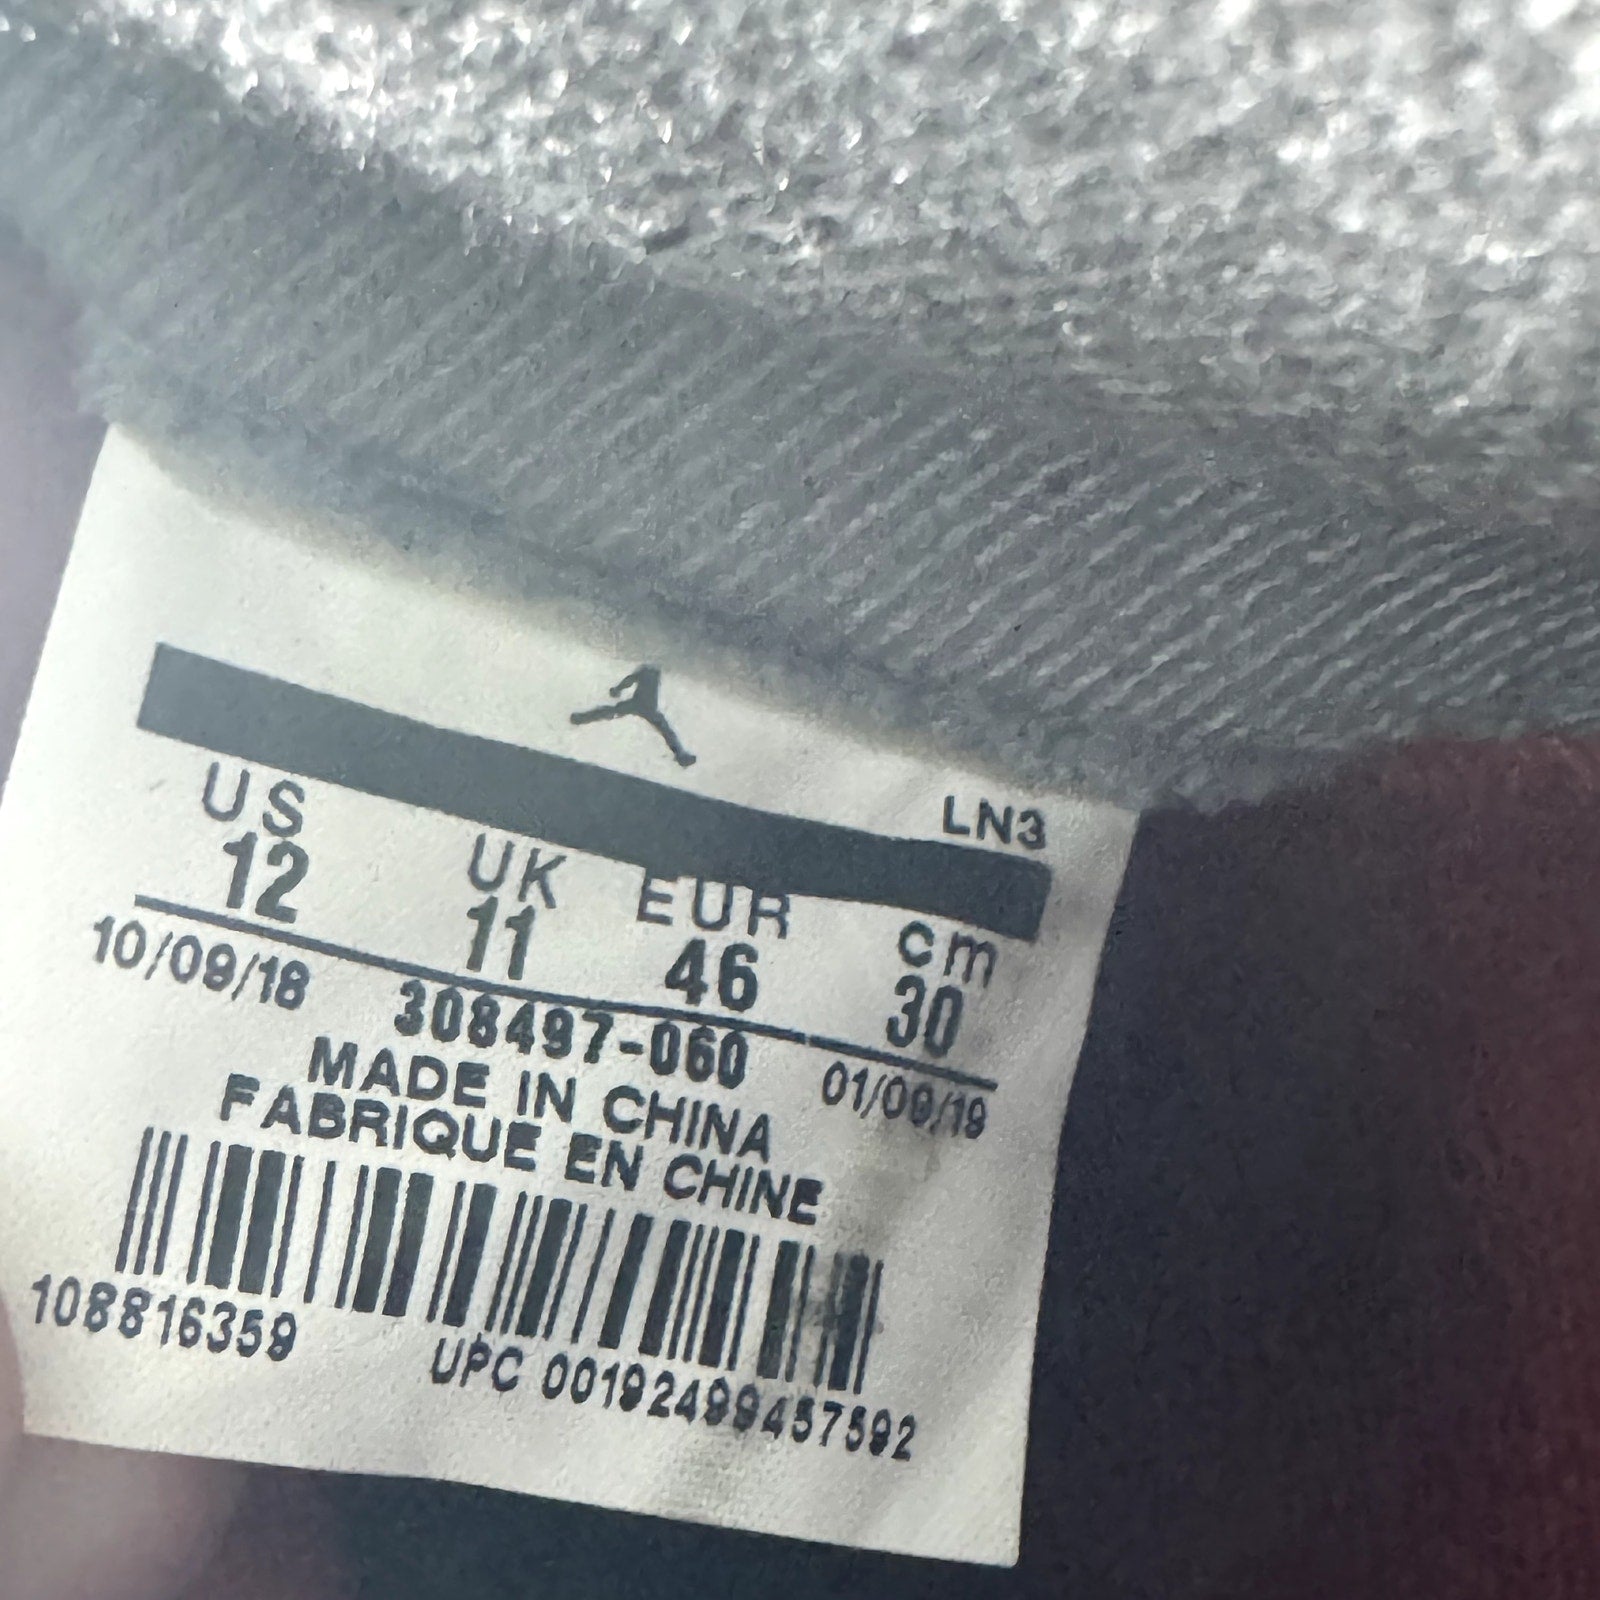 LN3
US UK EUR cm
12 11 46 30
10/09/18 308497-060 01/09/19
MADE IN CHINA
FABRIQUE EN CHINE
108816359
UPC 00192499457592